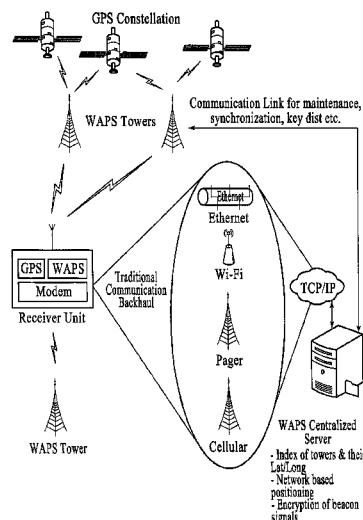 GPS Constellation
WAPS Towers
Communication Link for maintenance,
synchronization, key dist etc.
Ethernet
Ethernet
Wi-Fi
GPS
WAPS
Modem
Receiver Unit
Traditional
Communication
Backhaul
TCP/IP
Pager
WAPS Tower
Cellular
WAPS Centralized
Server
- Index of towers & thei
Lat/Long
- Network based
positioning
- Encryption of beacon
signals